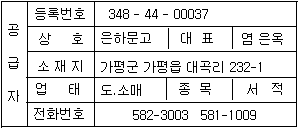 등록번호 348 - 44 - 00037
상 호 은하문고 대 표 염 은옥
공급자 소 재 지 가평군 가평읍 대곡리 232-1
업 태 도.소매 종 목 서 적
전화번호 582-3003 581-1009